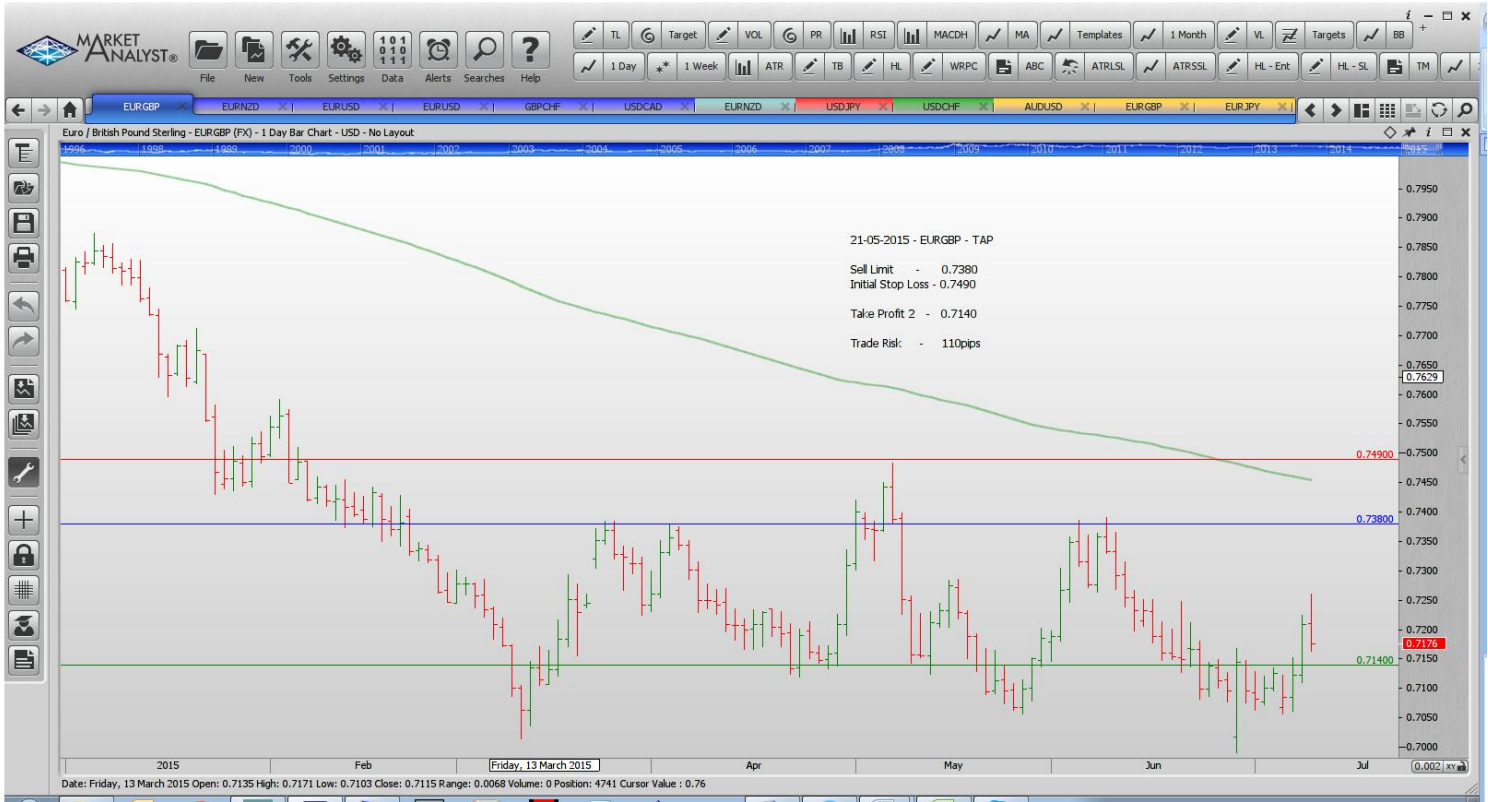 MARKET ANALYST®
File New Tools Settings Data Alerts Searches Help
TL Target VOL PR RSI MACDH MA Templates 1 Month VL Targets BB
1 Day 1 Week ATR TB HL WRPC ABC ATRLSL ATRSSL HL - Ent HL - SL TM
EURGBP EURNZD EURUSD EURUSD GBPCHF USDCAD EURNZD USDJPY USDCHF AUDUSD EURGBP EURJPY
Euro / British Pound Sterling - EURGBP (FX) - 1 Day Bar Chart - USD - No Layout
1996 1998 1999 2000 2001 2002 2003 2004 2005 2006 2007 2008 2009 2010 2011 2012 2013 2014 2015
21-05-2015 - EURGBP - TAP
Sell Limit - 0.7380
Initial Stop Loss - 0.7490
Take Profit 2 - 0.7140
Trade Risk - 110pips
0.7950
0.7900
0.7850
0.7800
0.7750
0.7700
0.7650
0.7629
0.7600
0.7550
0.74900
0.7500
0.7450
0.7400
0.73800
0.7350
0.7300
0.7250
0.7200
0.7176
0.71400
0.7150
0.7100
0.7050
0.7000
2015 Feb Friday, 13 March 2015 Apr May Jun Jul 0.002 XY
Date: Friday, 13 March 2015 Open: 0.7135 High: 0.7171 Low: 0.7103 Close: 0.7115 Range: 0.0068 Volume: 0 Position: 4741 Cursor Value : 0.76